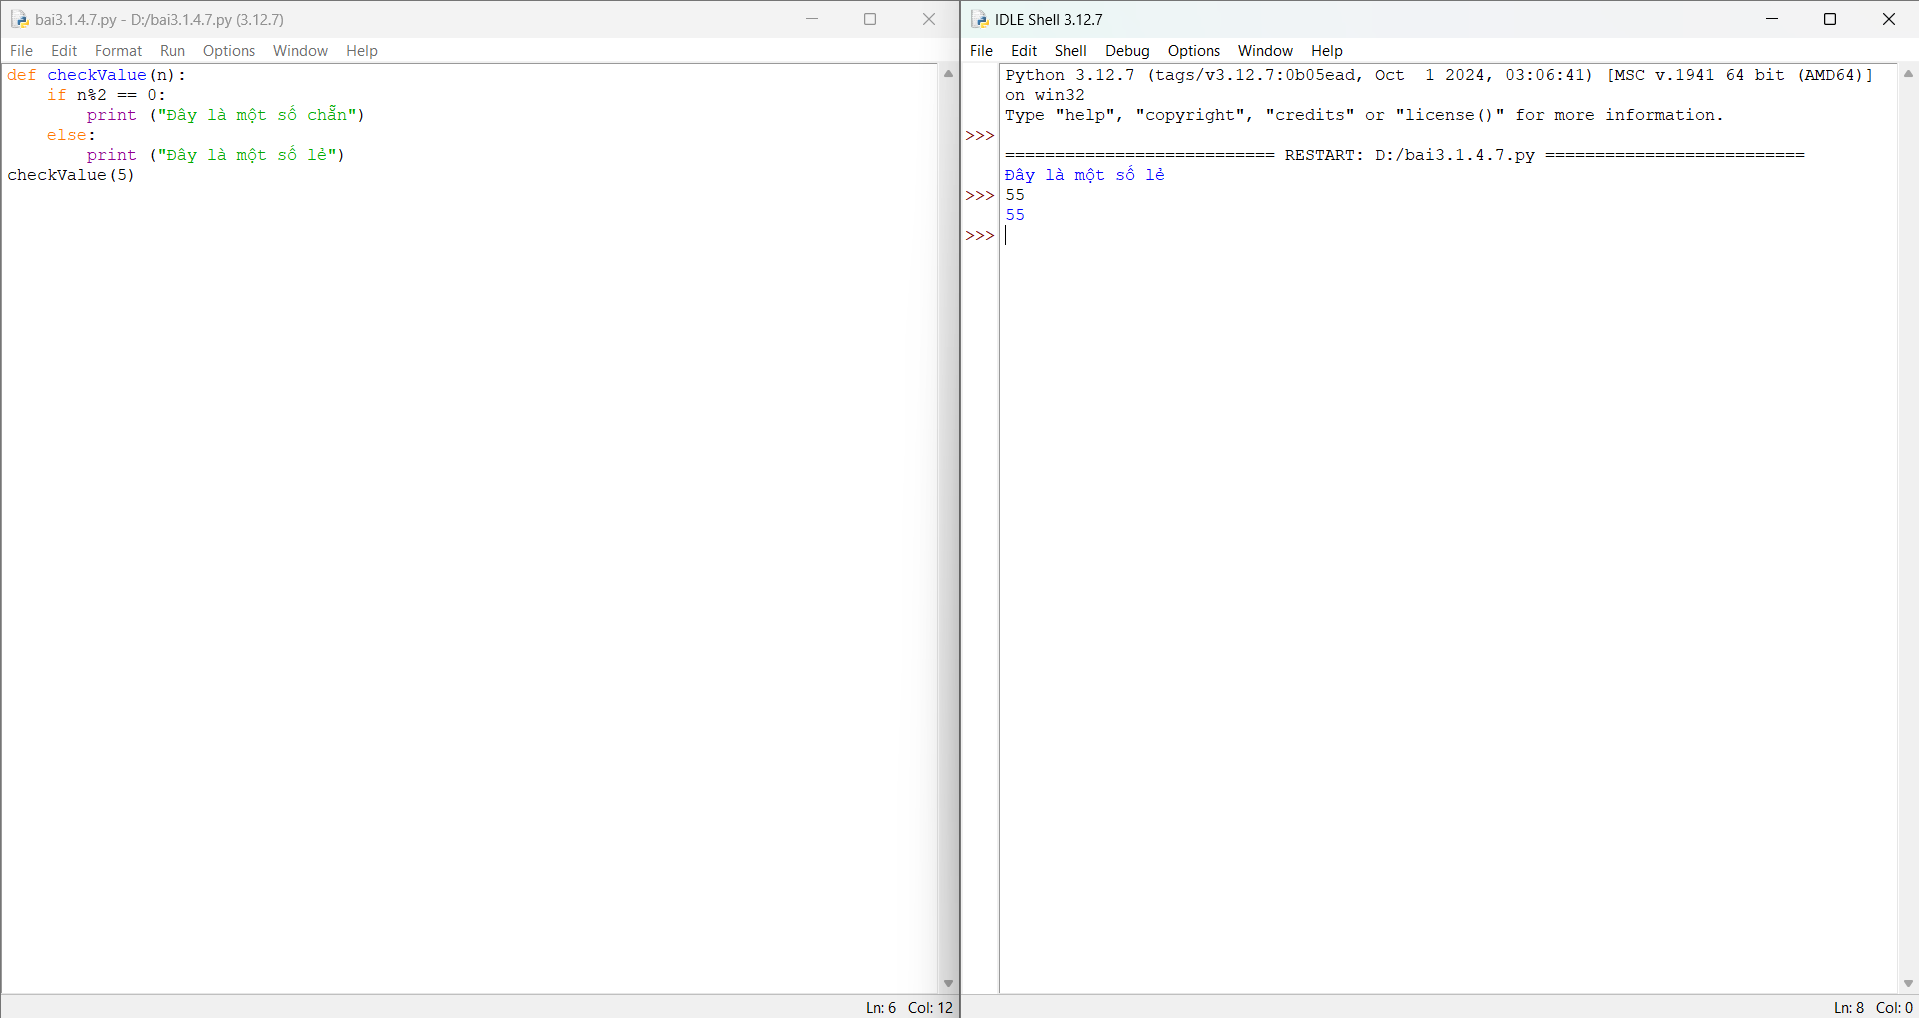 bai3.1.4.7.py - D:/bai3.1.4.7.py (3.12.7)
File Edit Format Run Options Window Help
def checkValue(n):
    if n%2 == 0:
        print ("Đây là một số chẵn")
    else:
        print ("Đây là một số lẻ")
checkValue(5)
Ln: 6 Col: 12
IDLE Shell 3.12.7
File Edit Shell Debug Options Window Help
Python 3.12.7 (tags/v3.12.7:0b05ead, Oct  1 2024, 03:06:41) [MSC v.1941 64 bit (AMD64)]
on win32
Type "help", "copyright", "credits" or "license()" for more information.
>>>
=========================== RESTART: D:/bai3.1.4.7.py ==========================
Đây là một số lẻ
>>> 55
55
>>>
Ln: 8 Col: 0